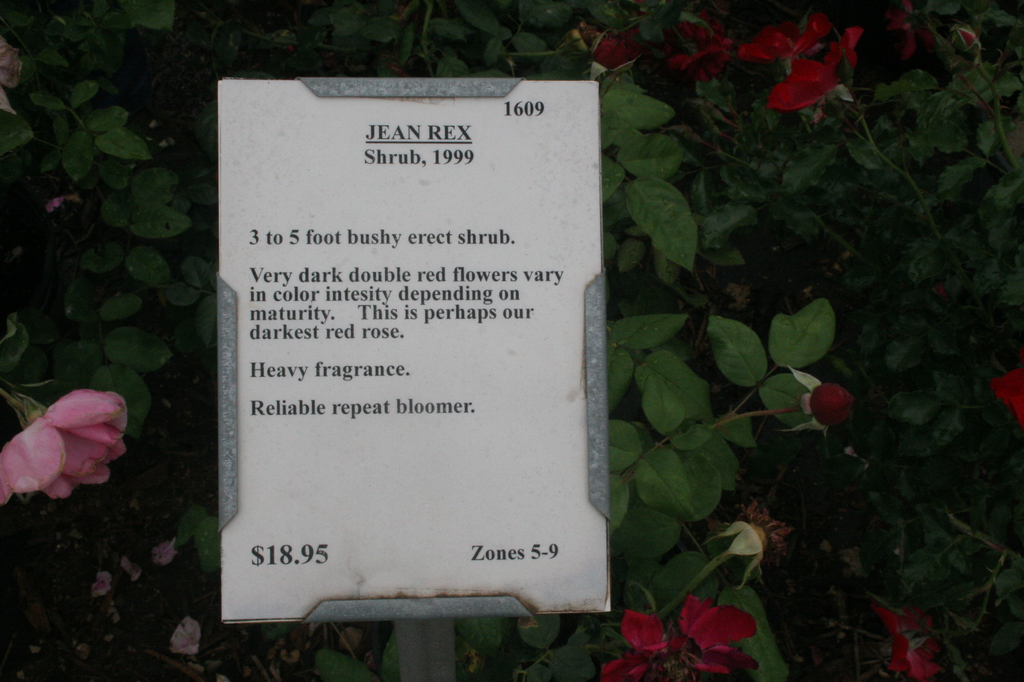 1609
JEAN REX
Shrub, 1999
3 to 5 foot bushy erect shrub.
Very dark double red flowers vary
in color intesity depending on
maturity. This is perhaps our
darkest red rose.
Heavy fragrance.
Reliable repeat bloomer.
$18.95
Zones 5-9